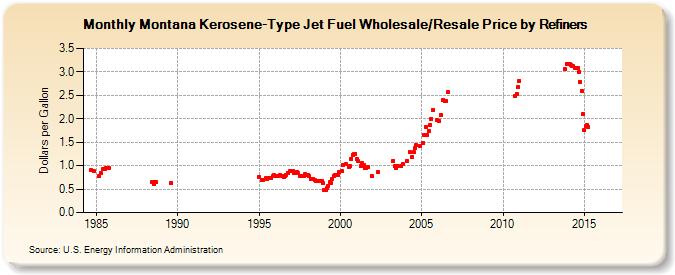 Monthly Montana Kerosene-Type Jet Fuel Wholesale/Resale Price by Refiners
Dollars per Gallon
3.5
3.0
2.5
2.0
1.5
1.0
0.5
0.0
1985 1990 1995 2000 2005 2010 2015
Source: U.S. Energy Information Administration